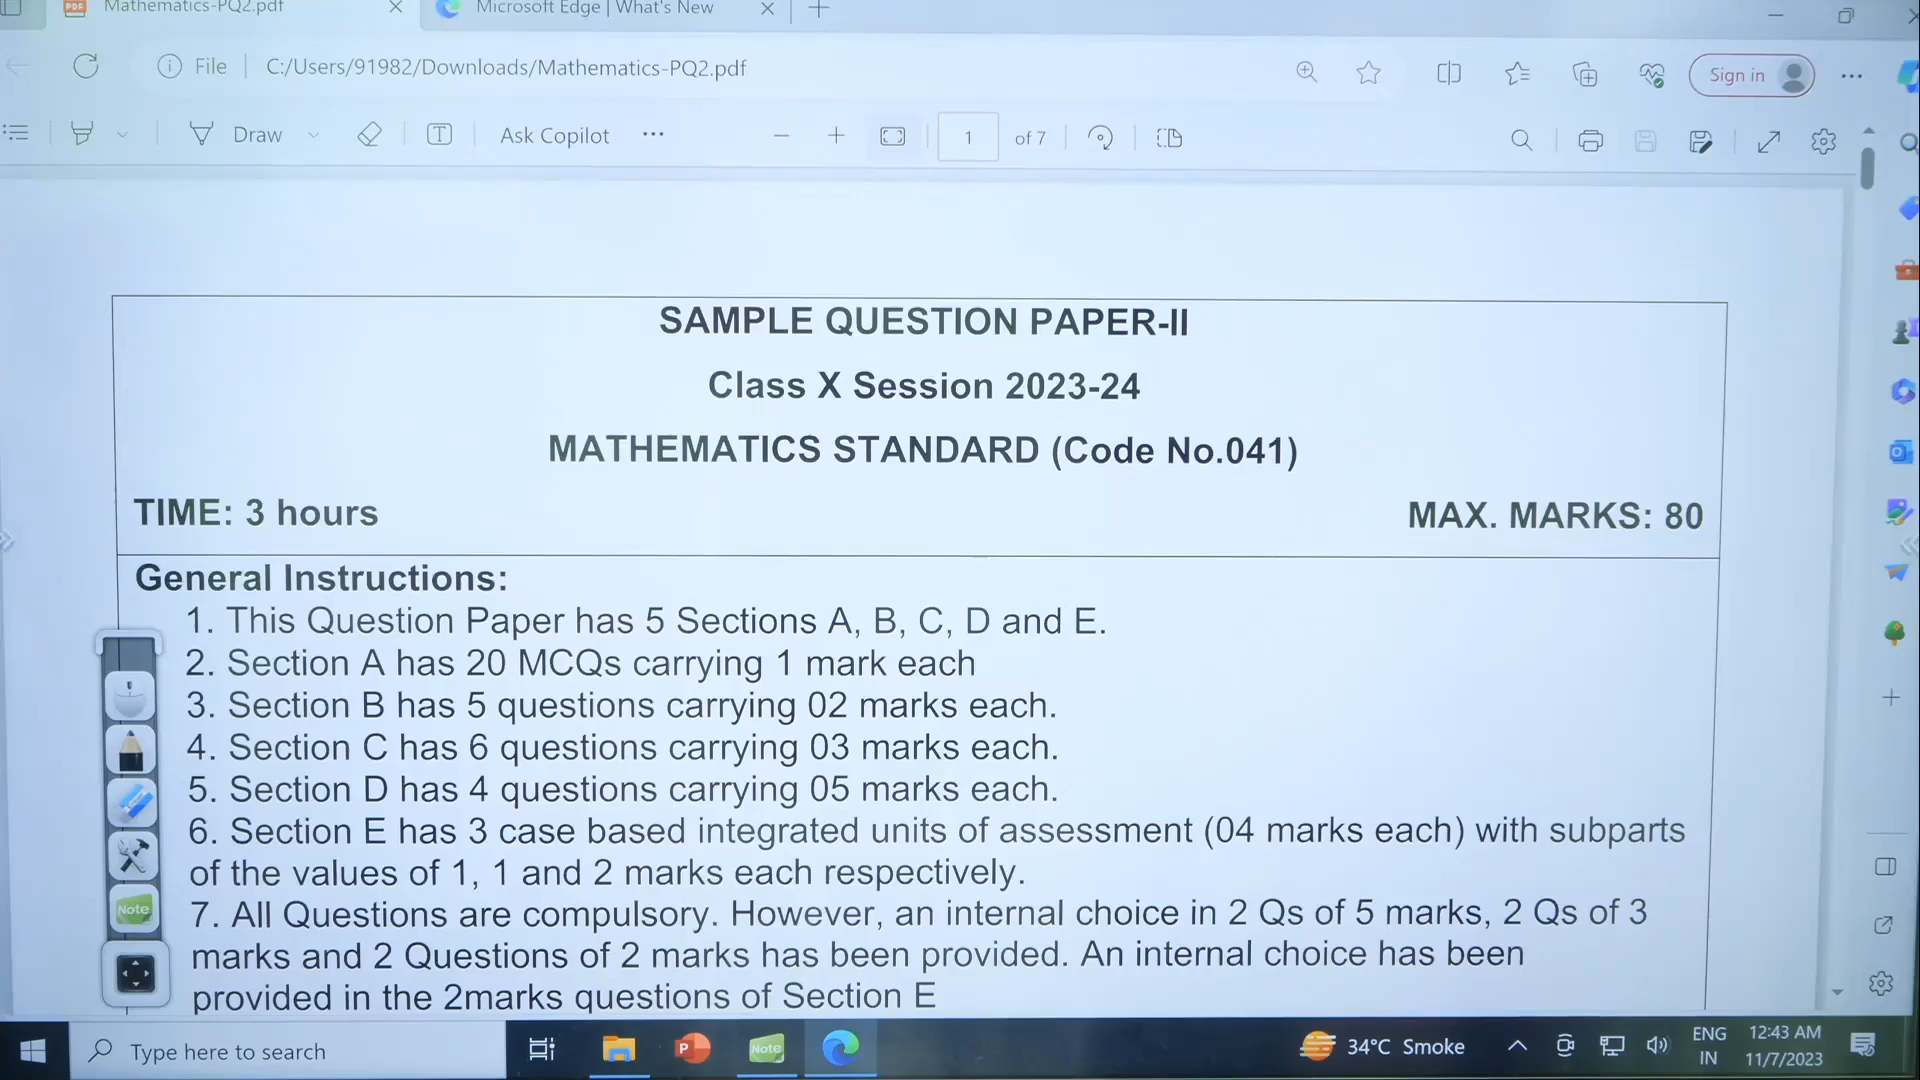 Mathematics-PQ2.pdf
Microsoft Edge | What's New
File
C:/Users/91982/Downloads/Mathematics-PQ2.pdf
Sign in
Draw
Ask Copilot
1
of 7
SAMPLE QUESTION PAPER-II
Class X Session 2023-24
MATHEMATICS STANDARD (Code No.041)
TIME: 3 hours
MAX. MARKS: 80
General Instructions:
1. This Question Paper has 5 Sections A, B, C, D and E.
2. Section A has 20 MCQs carrying 1 mark each
3. Section B has 5 questions carrying 02 marks each.
4. Section C has 6 questions carrying 03 marks each.
5. Section D has 4 questions carrying 05 marks each.
6. Section E has 3 case based integrated units of assessment (04 marks each) with subparts
of the values of 1, 1 and 2 marks each respectively.
7. All Questions are compulsory. However, an internal choice in 2 Qs of 5 marks, 2 Qs of 3
marks and 2 Questions of 2 marks has been provided. An internal choice has been
provided in the 2marks questions of Section E
Note
Type here to search
Note
34°C Smoke
ENG
IN
12:43 AM
11/7/2023